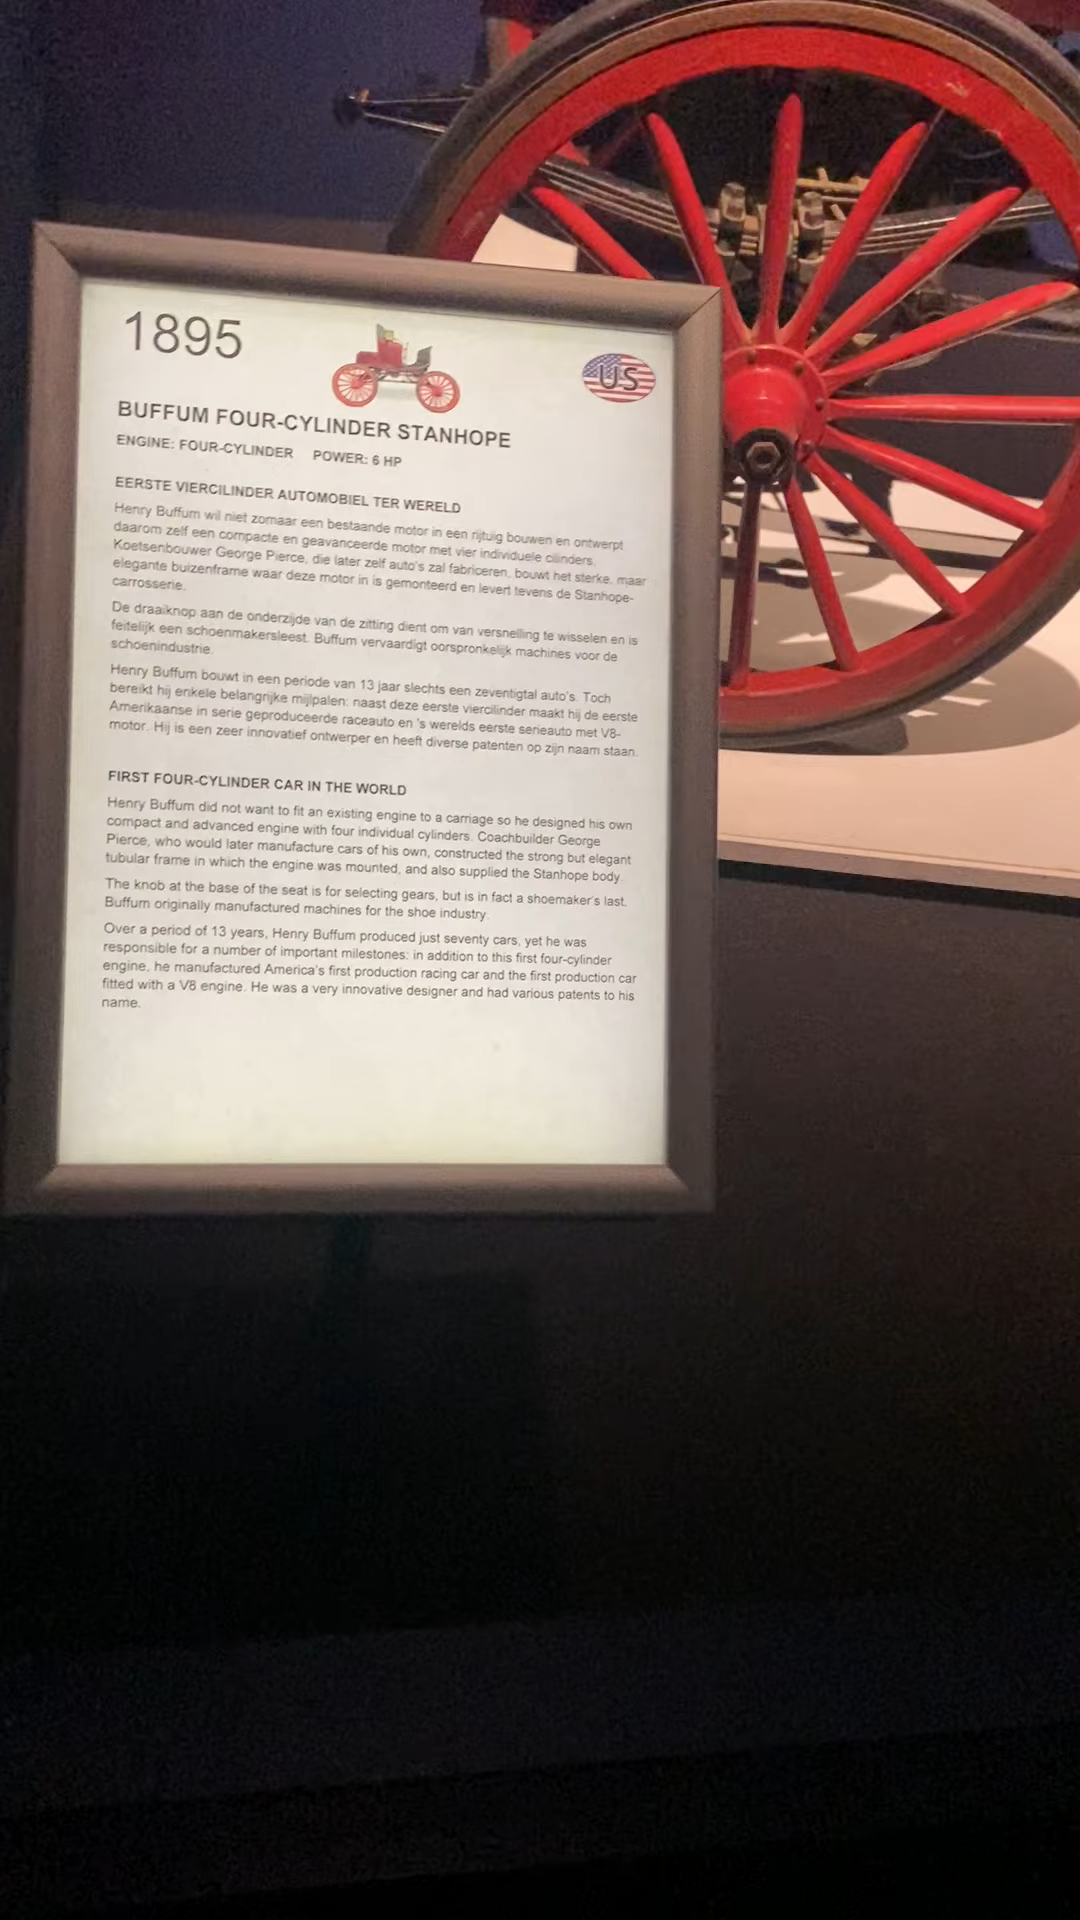 1895
US
BUFFUM FOUR-CYLINDER STANHOPE
ENGINE: FOUR-CYLINDER POWER: 6 HP
EERSTE VIERCILINDER AUTOMOBIEL TER WERELD
Henry Buffum wil niet zomaar een bestaande motor in een rijtuig bouwen en ontwerpt
daarom zelf een compacte en geavanceerde motor met vier individuele cilinders.
Koetsenbouwer George Pierce, die later zelf auto's zal fabriceren, bouwt het sterke, maar
elegante buizenframe waar deze motor in is gemonteerd en levert tevens de Stanhope-
carrosserie.
De draaiknop aan de onderzijde van de zitting dient om van versnelling te wisselen en is
feitelijk een schoenmakersleest. Buffum vervaardigt oorspronkelijk machines voor de
schoenindustrie.
Henry Buffum bouwt in een periode van 13 jaar slechts een zeventigtal auto's. Toch
bereikt hij enkele belangrijke mijlpalen: naast deze eerste viercilinder maakt hij de eerste
Amerikaanse in serie geproduceerde raceauto en 's werelds eerste serieauto met V8-
motor. Hij is een zeer innovatief ontwerper en heeft diverse patenten op zijn naam staan.
FIRST FOUR-CYLINDER CAR IN THE WORLD
Henry Buffum did not want to fit an existing engine to a carriage so he designed his own
compact and advanced engine with four individual cylinders. Coachbuilder George
Pierce, who would later manufacture cars of his own, constructed the strong but elegant
tubular frame in which the engine was mounted, and also supplied the Stanhope body.
The knob at the base of the seat is for selecting gears, but is in fact a shoemaker's last.
Buffum originally manufactured machines for the shoe industry.
Over a period of 13 years, Henry Buffum produced just seventy cars, yet he was
responsible for a number of important milestones: in addition to this first four-cylinder
engine, he manufactured America's first production racing car and the first production car
fitted with a V8 engine. He was a very innovative designer and had various patents to his
name.